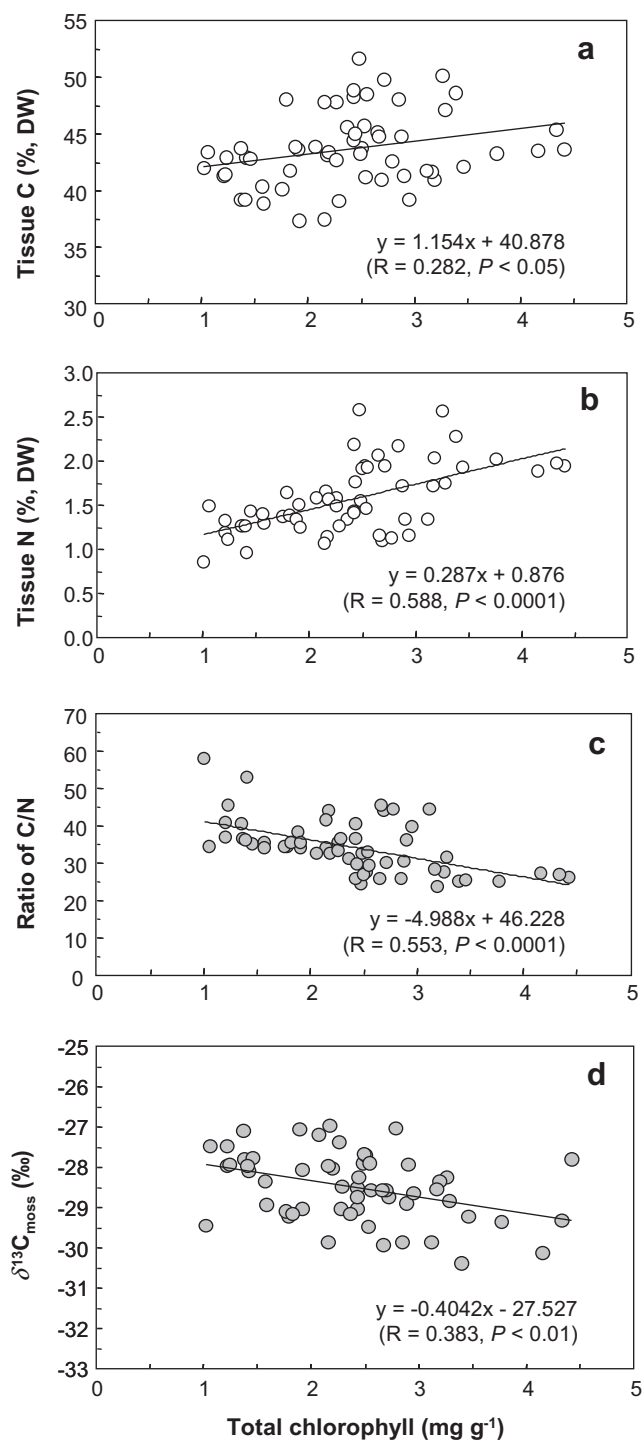 a
55
50
45
40
35
30
Tissue C (%, DW)
y = 1.154x + 40.878
(R = 0.282, P < 0.05)
0 1 2 3 4 5
b
3.0
2.5
2.0
1.5
1.0
0.5
0.0
Tissue N (%, DW)
y = 0.287x + 0.876
(R = 0.588, P < 0.0001)
0 1 2 3 4 5
c
70
60
50
40
30
20
10
0
Ratio of C/N
y = -4.988x + 46.228
(R = 0.553, P < 0.0001)
0 1 2 3 4 5
d
-25
-26
-27
-28
-29
-30
-31
-32
-33
δ¹³Cmoss (‰)
y = -0.4042x - 27.527
(R = 0.383, P < 0.01)
0 1 2 3 4 5
Total chlorophyll (mg g⁻¹)